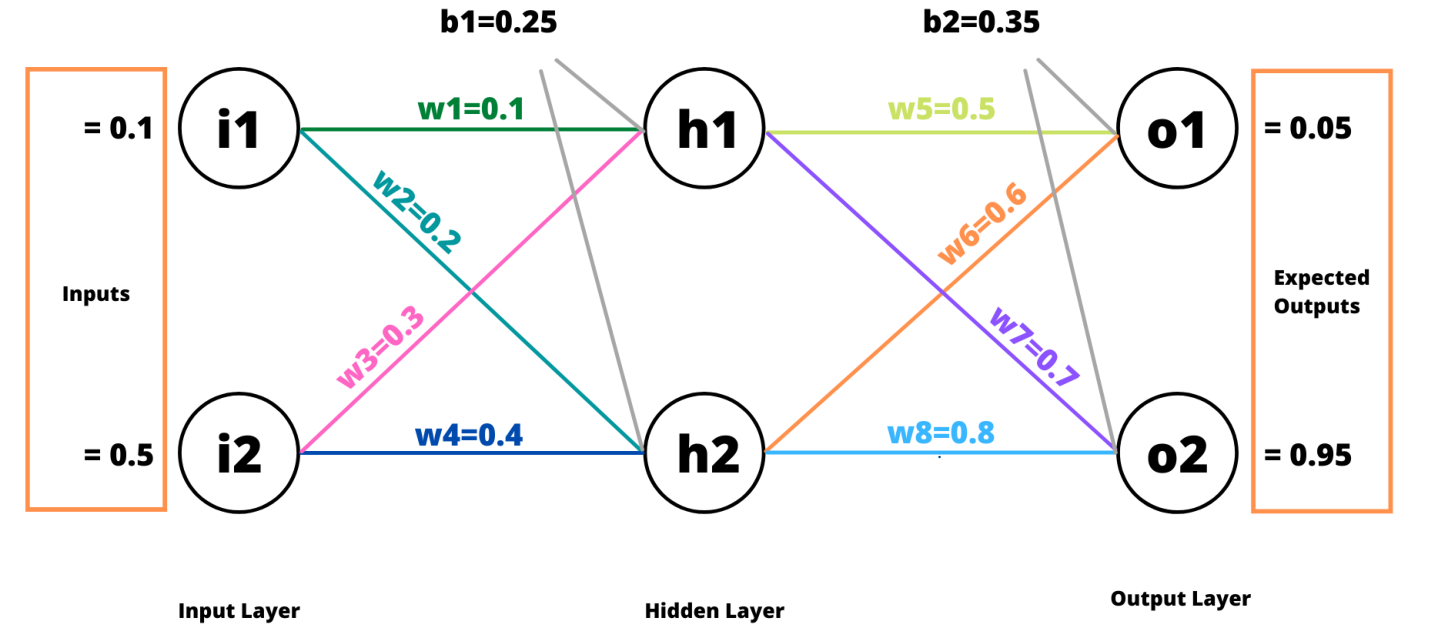 b1=0.25
b2=0.35
= 0.1
i1
w1=0.1
h1
w5=0.5
o1
= 0.05
w2=0.2
w6=0.6
Inputs
Expected
Outputs
w3=0.3
w7=0.7
= 0.5
i2
w4=0.4
h2
w8=0.8
o2
= 0.95
Input Layer
Hidden Layer
Output Layer